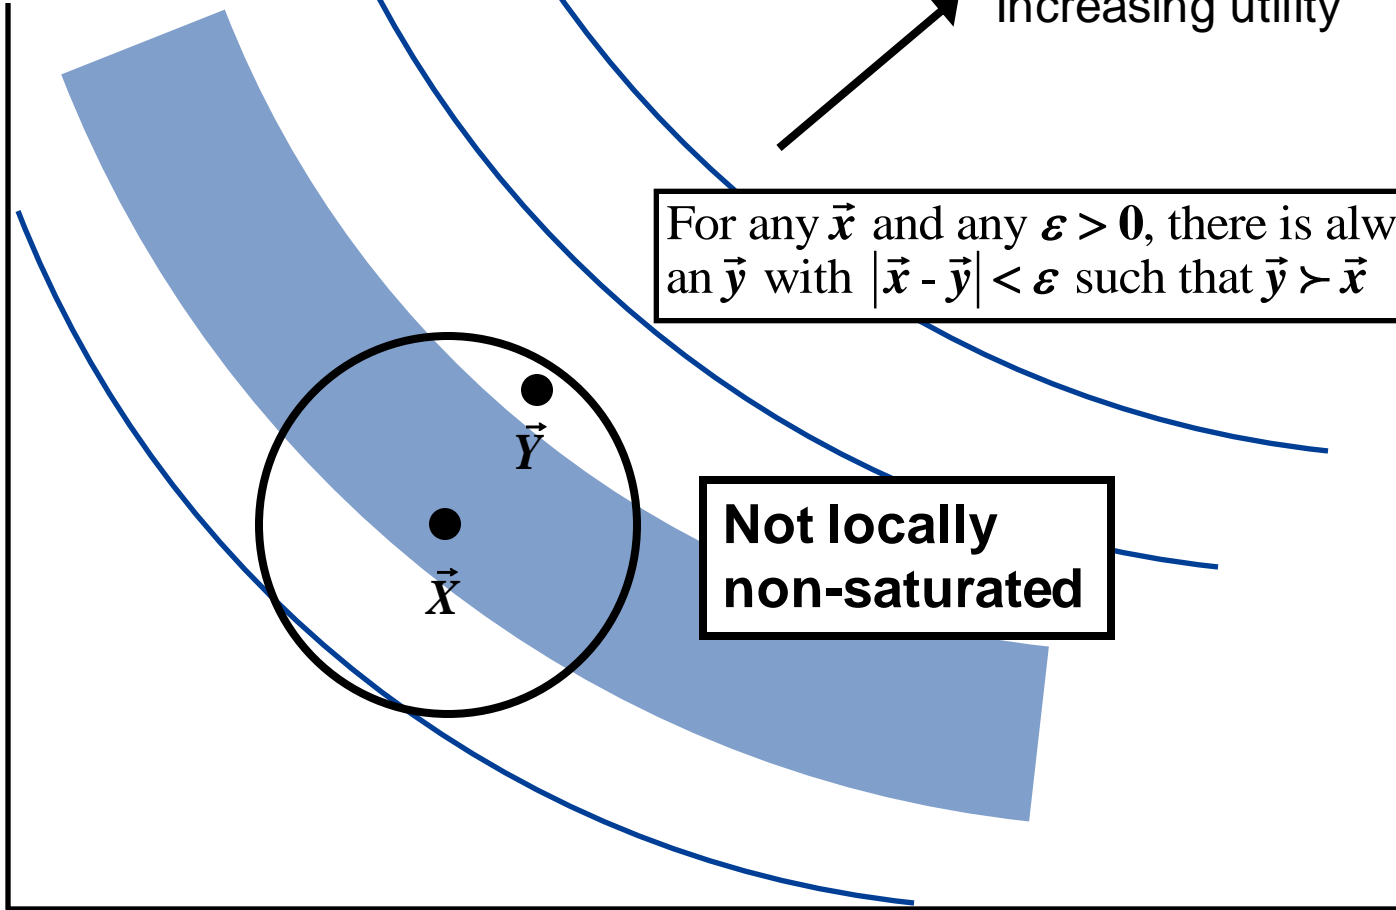 increasing utility
For any x⃗ and any ε > 0, there is alw
an y⃗ with |x⃗ - y⃗| < ε such that y⃗ ≻ x⃗
Y⃗
Not locally
non-saturated
X⃗